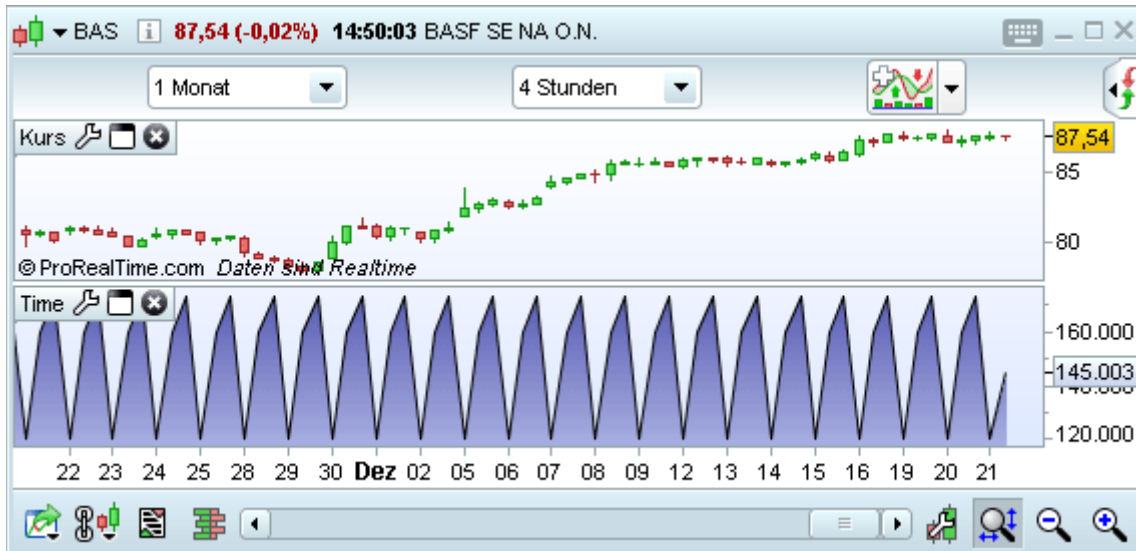 BAS i 87,54 (-0,02%) 14:50:03 BASF SE NA O.N.
1 Monat 4 Stunden
Kurs
87,54
85
80
© ProRealTime.com Daten sind Realtime
Time
160.000
145.003
140.000
120.000
22 23 24 25 28 29 30 Dez 02 05 06 07 08 09 12 13 14 15 16 19 20 21